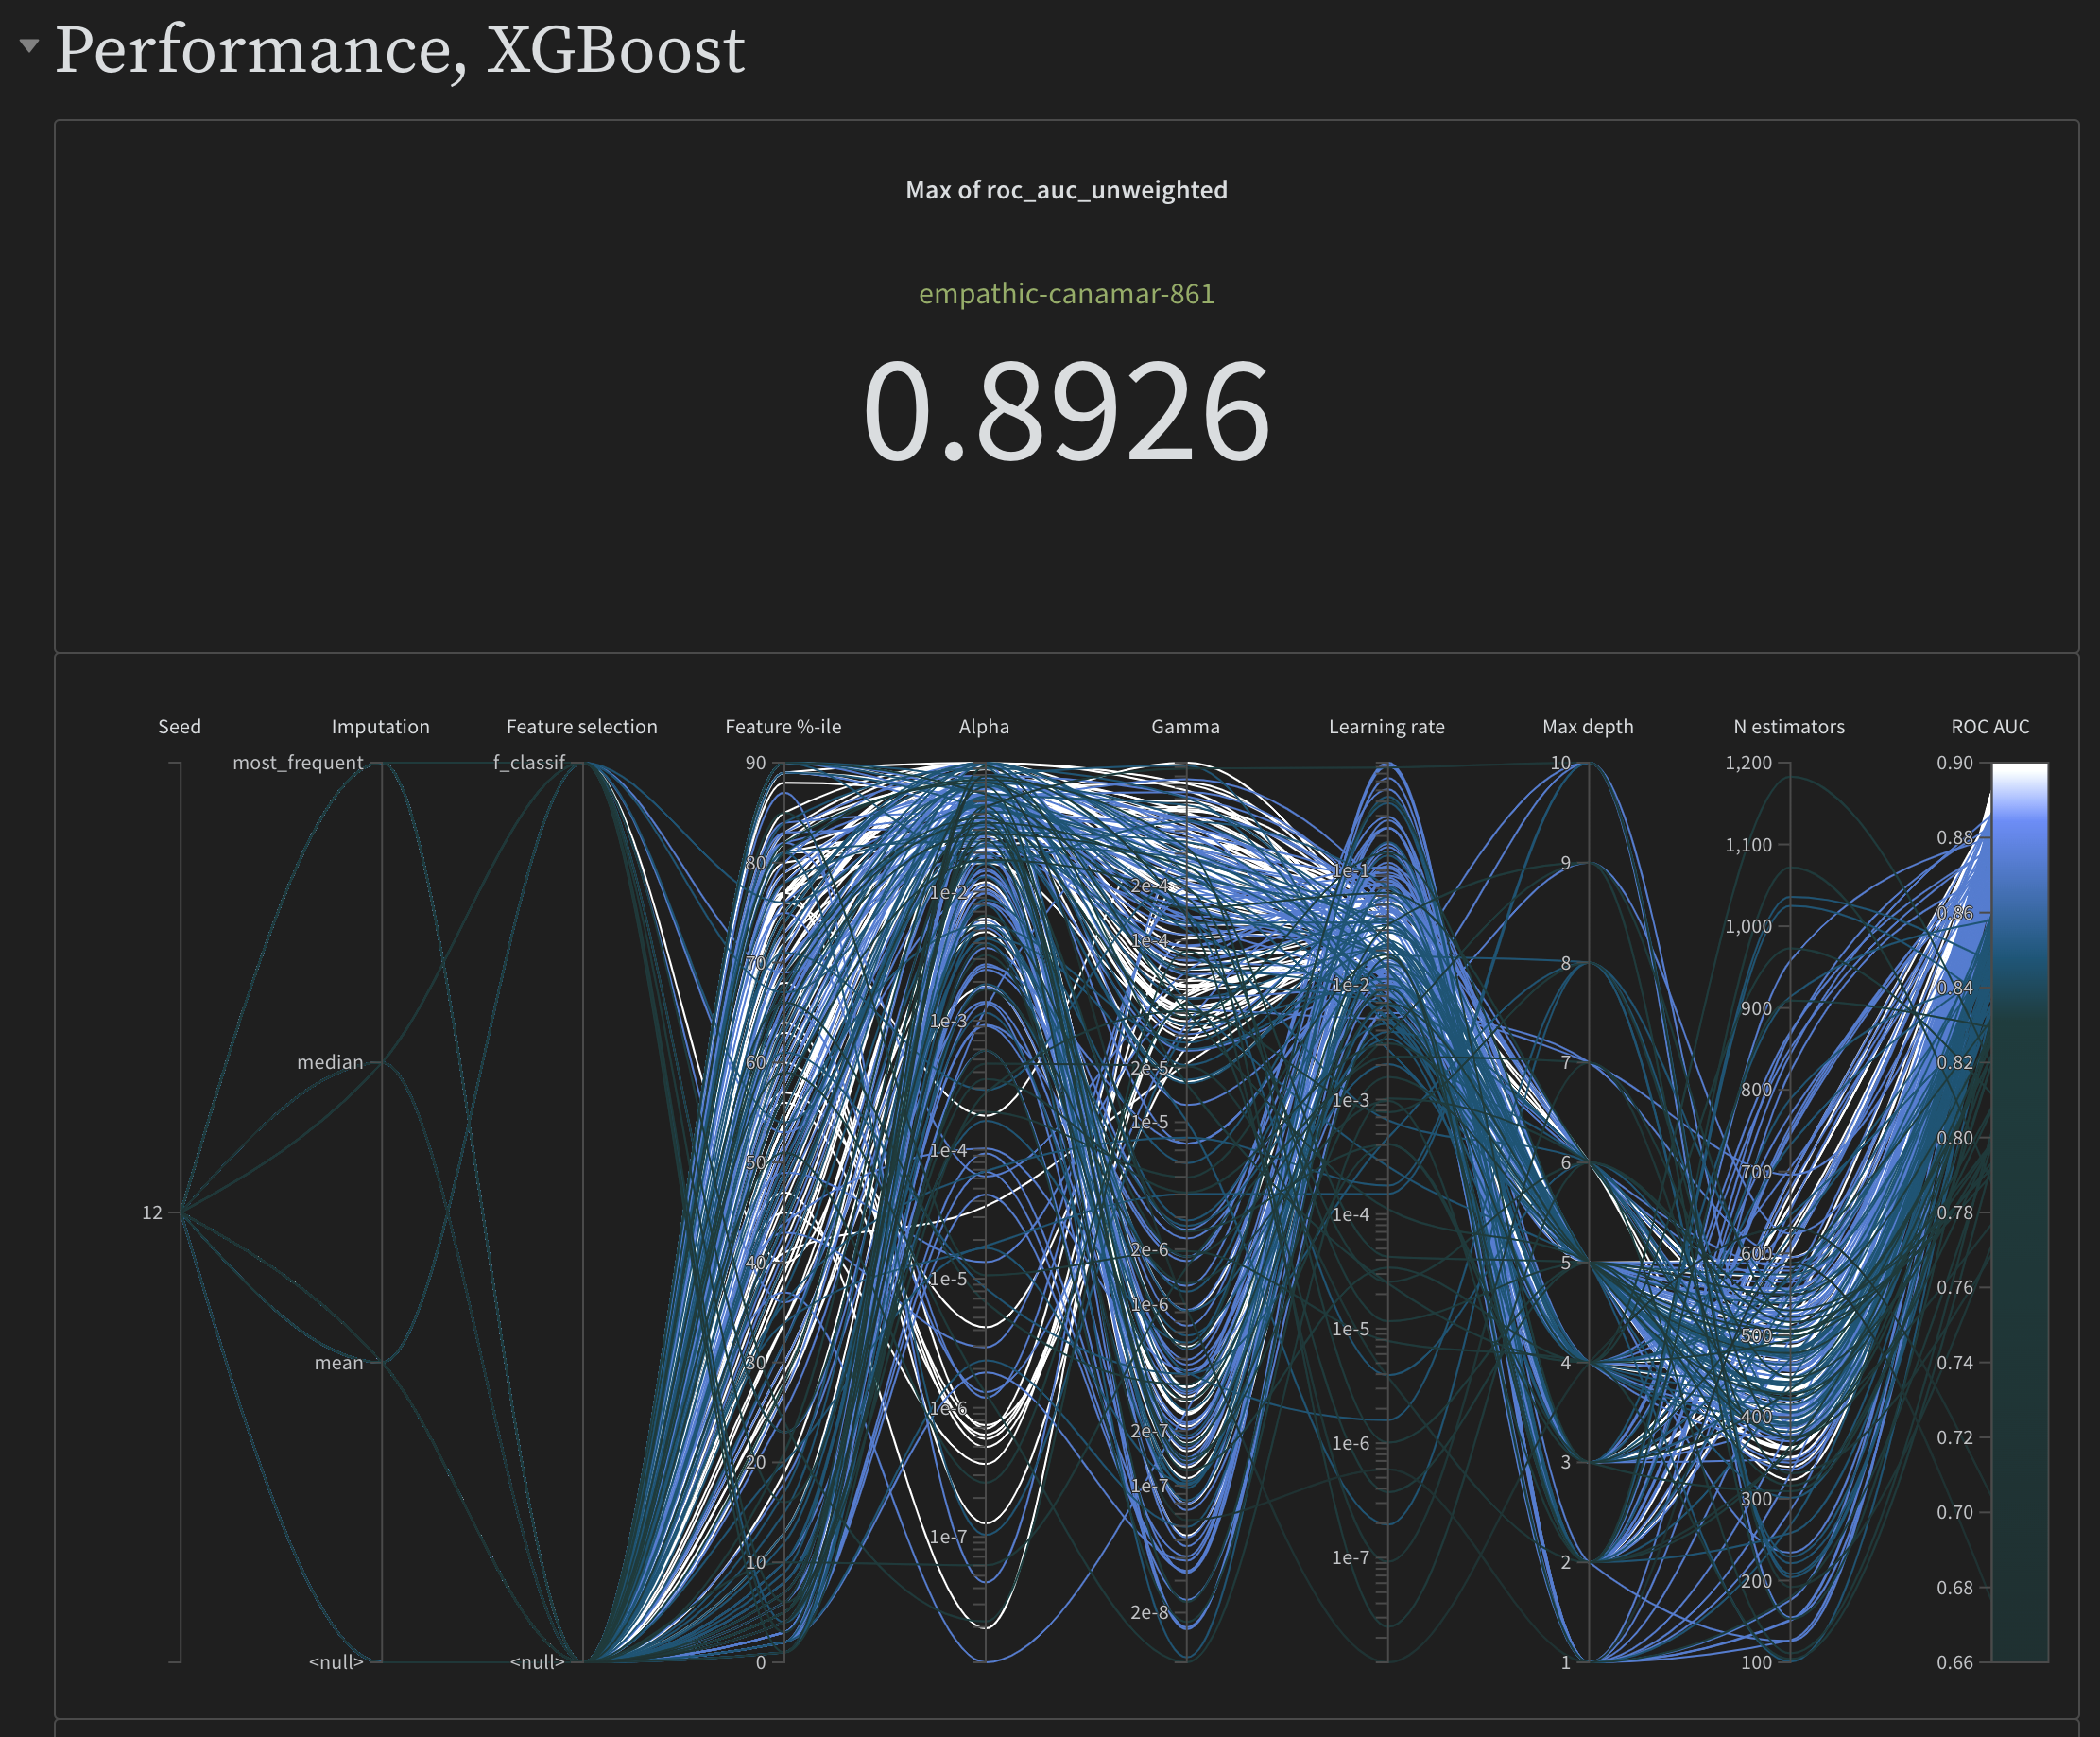 Performance, XGBoost
Max of roc_auc_unweighted
empathic-canamar-861
0.8926
Seed Imputation Feature selection Feature %-ile Alpha Gamma Learning rate Max depth N estimators ROC AUC
12
most_frequent
median
mean
<null>
f_classif
<null>
90
80
70
60
50
40
30
20
10
0
1e-2
1e-3
1e-4
1e-5
1e-6
1e-7
2e-4
1e-4
2e-5
1e-5
2e-6
1e-6
2e-7
1e-7
2e-8
1e-1
1e-2
1e-3
1e-4
1e-5
1e-6
1e-7
10
9
8
7
6
5
4
3
2
1
1,200
1,100
1,000
900
800
700
600
500
400
300
200
100
0.90
0.88
0.86
0.84
0.82
0.80
0.78
0.76
0.74
0.72
0.70
0.68
0.66